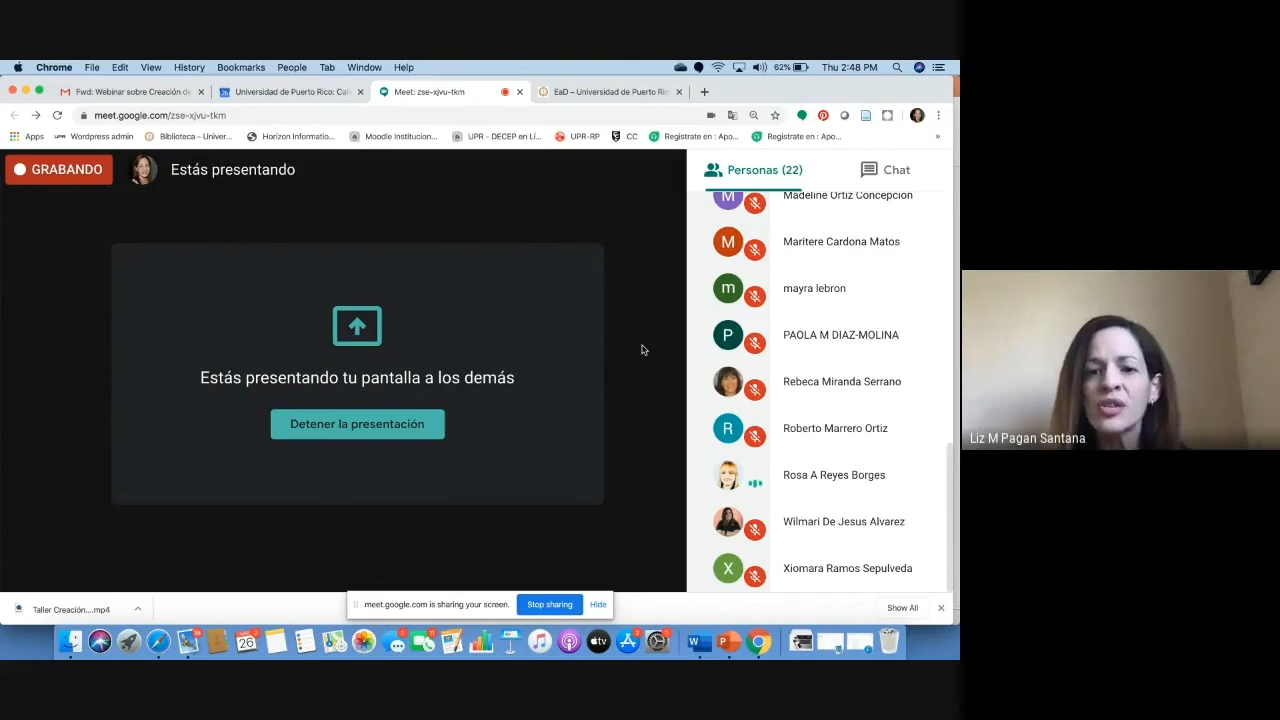 Chrome File Edit View History Bookmarks People Tab Window Help 62% Thu 2:48 PM
Fwd: Webinar sobre Creación de
Universidad de Puerto Rico: Cale
Meet: zse-xjvu-tkm
EaD – Universidad de Puerto Ric
meet.google.com/zse-xjvu-tkm
Apps
Wordpress admin
Biblioteca – Univer...
Horizon Informatio...
Moodle Institucion...
UPR - DECEP en Lí...
UPR-RP
CC
Registrate en : Apo...
Registrate en : Apo...
GRABANDO
Estás presentando
Personas (22)
Chat
Madeline Ortiz Concepcion
M
Maritere Cardona Matos
m
mayra lebron
P
PAOLA M DIAZ-MOLINA
Rebeca Miranda Serrano
R
Roberto Marrero Ortiz
Rosa A Reyes Borges
Wilmari De Jesus Alvarez
X
Xiomara Ramos Sepulveda
Estás presentando tu pantalla a los demás
Detener la presentación
Liz M Pagan Santana
meet.google.com is sharing your screen.
Stop sharing
Hide
Taller Creación....mp4
Show All
26
tv
W
P